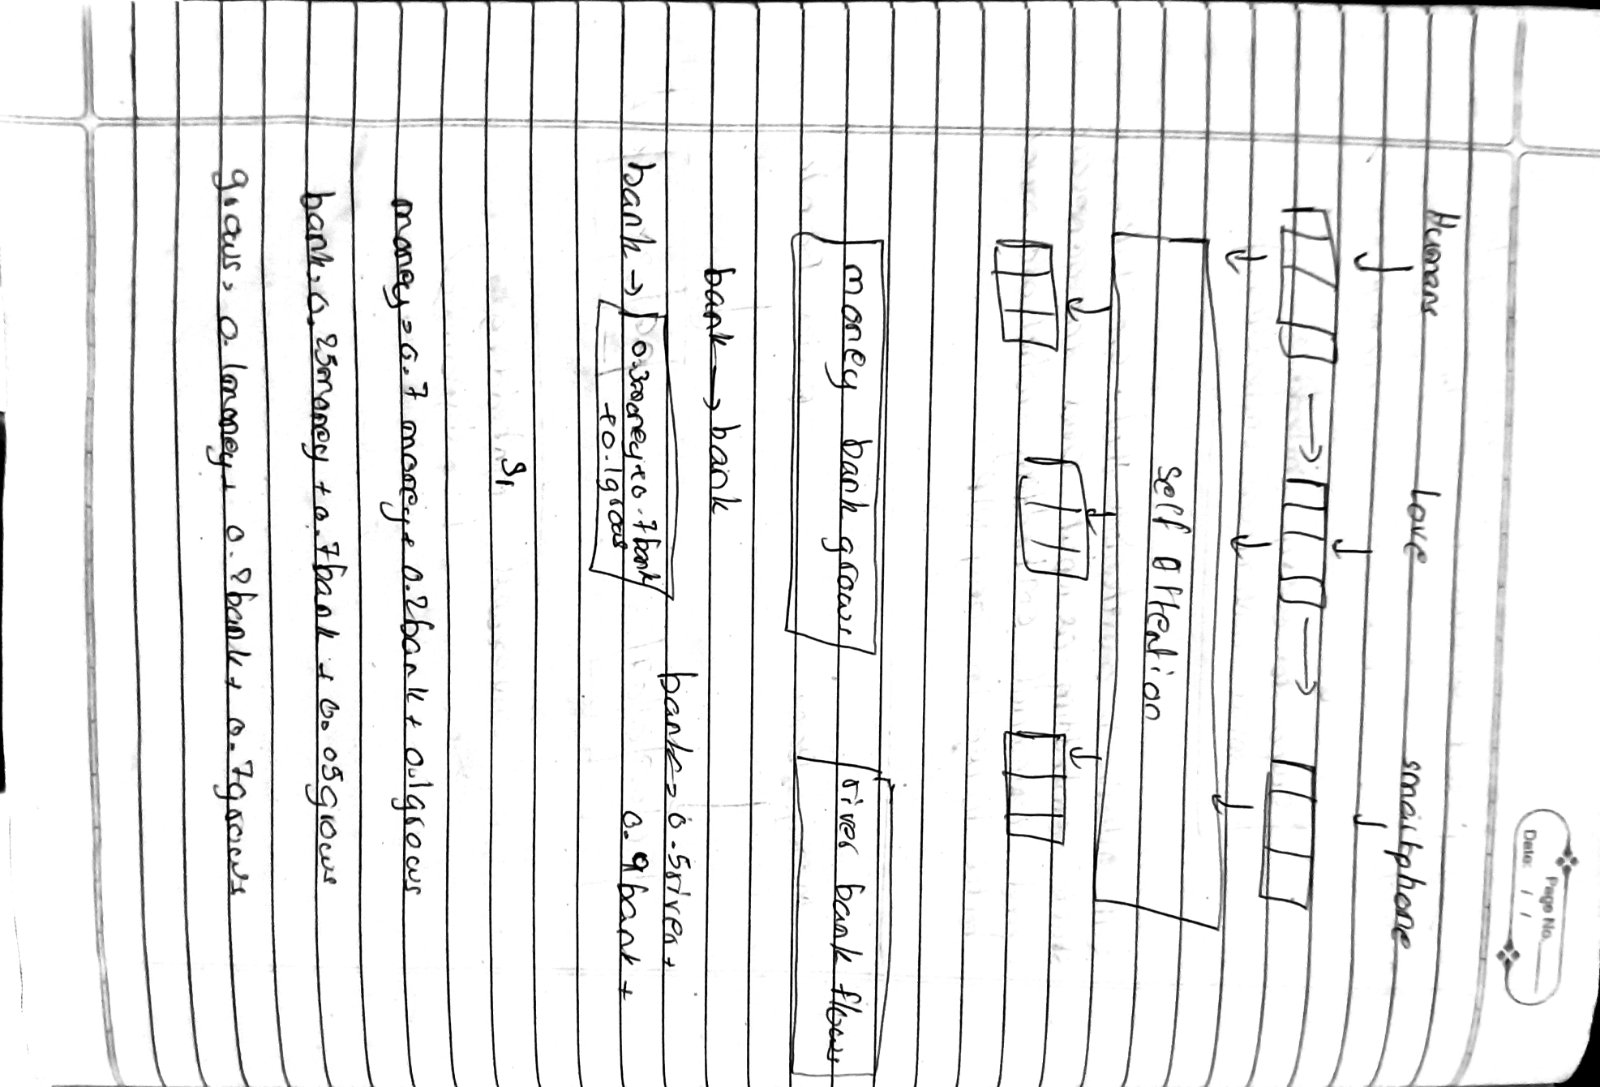 Page No.
Date: / /
Humans love smartphone
self Attention
money bank grows river bank flows
bank → bank
bank = 0.5river +
bank → 0.3money + 0.7bank 0.9bank +
+ 0.1grows
money = 0.7 money + 0.2bank + 0.1grows
bank = 0.25money + 0.7bank + 0.05grows
grows = 0.1money + 0.2bank + 0.7grows